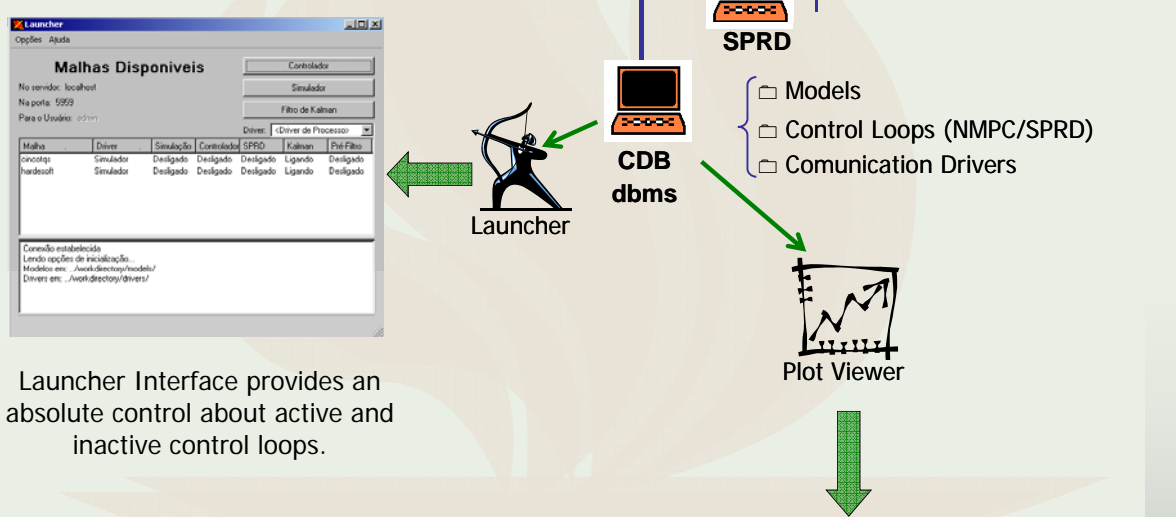 Launcher
Opções Ajuda
Malhas Disponiveis
No servidor: localhost
Na porta: 5959
Para o Usuário: admin
Controlador
Simulador
Filtro de Kalman
Driver: <Driver de Processo>
Malha Driver Simulação Controlador SPRD Kalman Pré-Filtro
cincotqs Simulador Desligado Desligado Desligado Ligando Desligado
hardesoft Simulador Desligado Desligado Desligado Ligando Desligado
Conexão estabelecida
Lendo opções de inicialização...
Modelos em: ../workdirectory/models/
Drivers em: ../workdirectory/drivers/
Launcher Interface provides an
absolute control about active and
inactive control loops.
Launcher
CDB
dbms
SPRD
Models
Control Loops (NMPC/SPRD)
Comunication Drivers
Plot Viewer